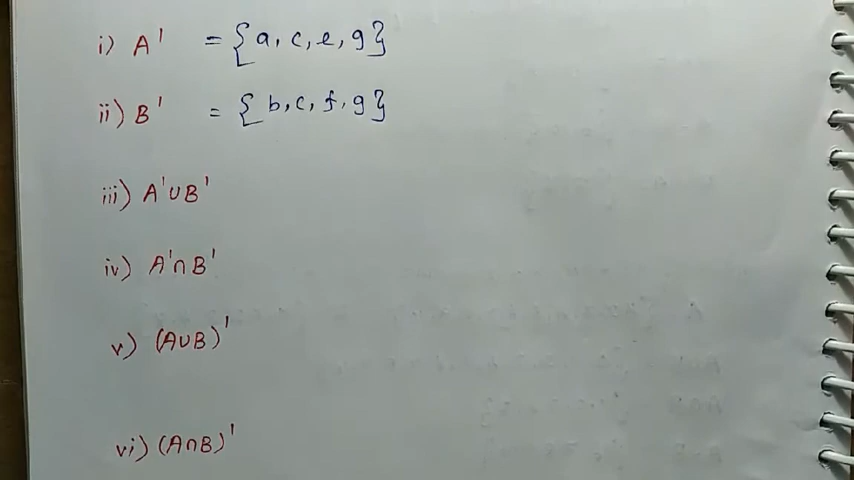 i) A' = {a, c, e, g}
ii) B' = {b, c, f, g}
iii) A'∪B'
iv) A'∩B'
v) (A∪B)'
vi) (A∩B)'